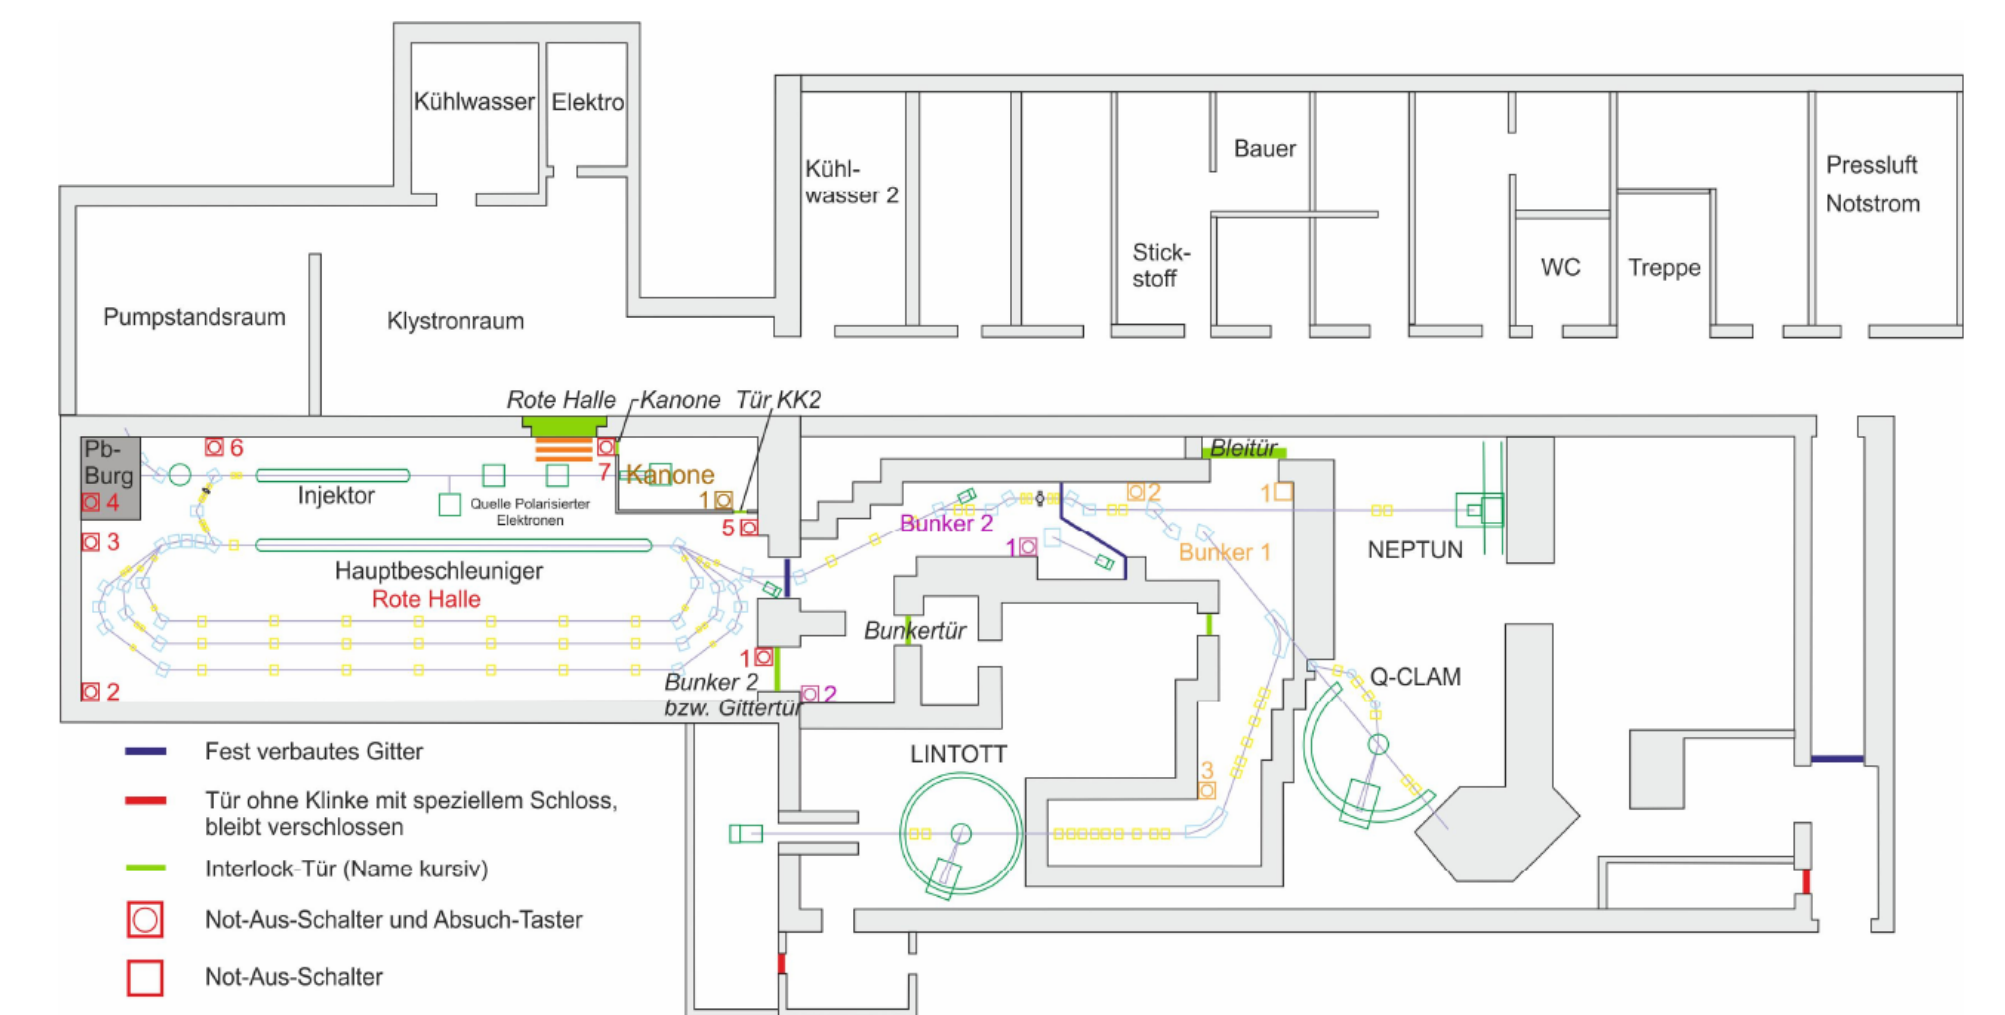 Kühlwasser
Elektro
Kühl-
wasser 2
Bauer
Pressluft
Notstrom
Stick-
stoff
WC
Treppe
Pumpstandsraum
Klystronraum
Rote Halle
Kanone
Tür KK2
Pb-
Burg
4
6
7
Kanone
1
5
Injektor
Quelle Polarisierter
Elektronen
3
Hauptbeschleuniger
Rote Halle
2
1
Bunker 2
bzw. Gittertür
2
Bunker 2
1
Bunkertür
Bleitür
2
1
Bunker 1
3
NEPTUN
Q-CLAM
LINTOTT
Fest verbautes Gitter
Tür ohne Klinke mit speziellem Schloss,
bleibt verschlossen
Interlock-Tür (Name kursiv)
Not-Aus-Schalter und Absuch-Taster
Not-Aus-Schalter